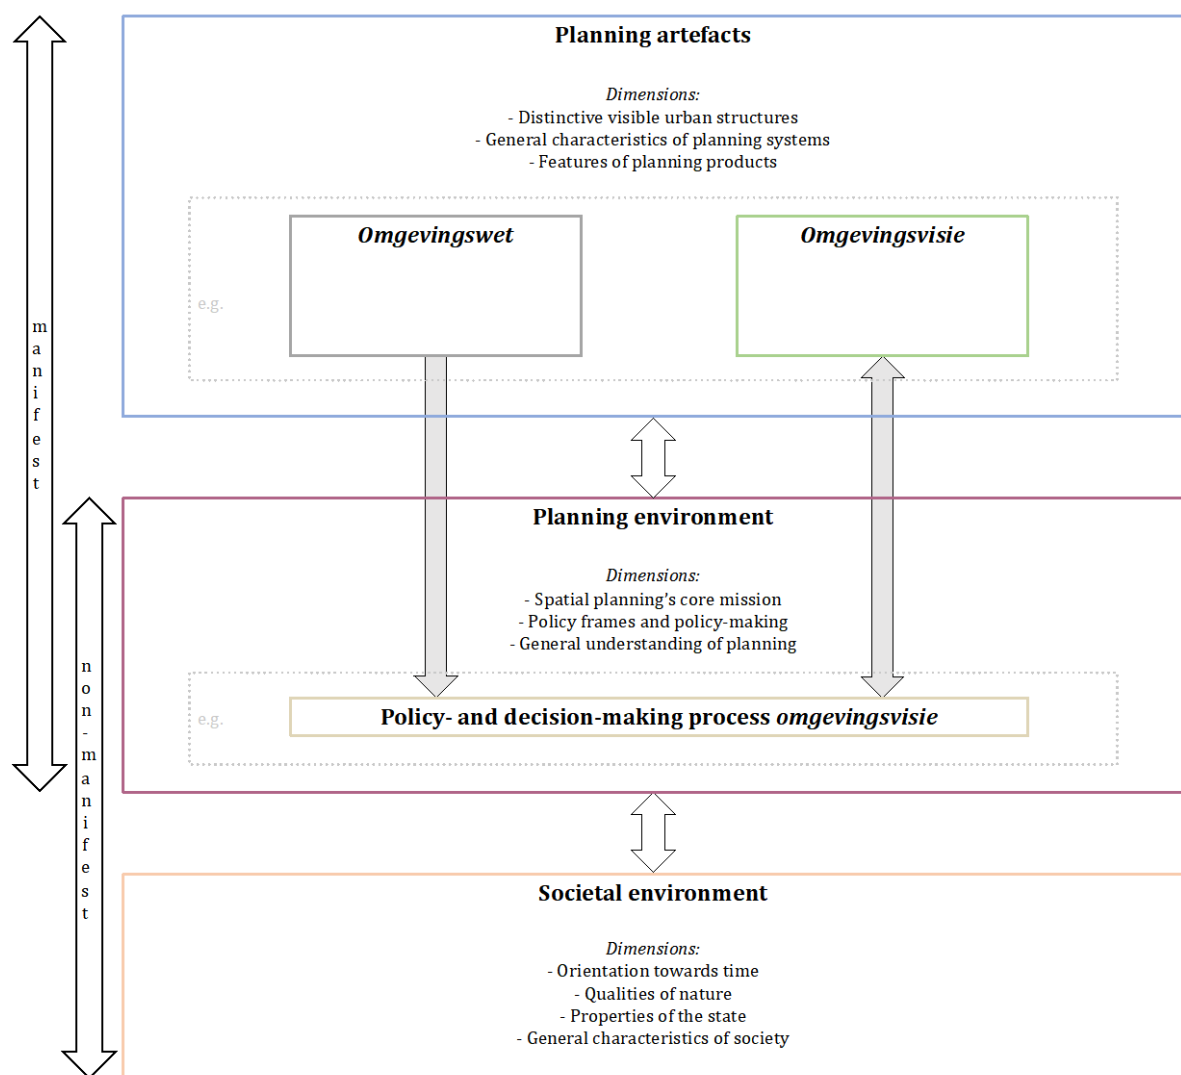 Planning artefacts
Dimensions:
- Distinctive visible urban structures
- General characteristics of planning systems
- Features of planning products
Omgevingswet
Omgevingsvisie
e.g.
manifest
Planning environment
Dimensions:
- Spatial planning’s core mission
- Policy frames and policy-making
- General understanding of planning
e.g.
Policy- and decision-making process omgevingsvisie
non-manifest
Societal environment
Dimensions:
- Orientation towards time
- Qualities of nature
- Properties of the state
- General characteristics of society